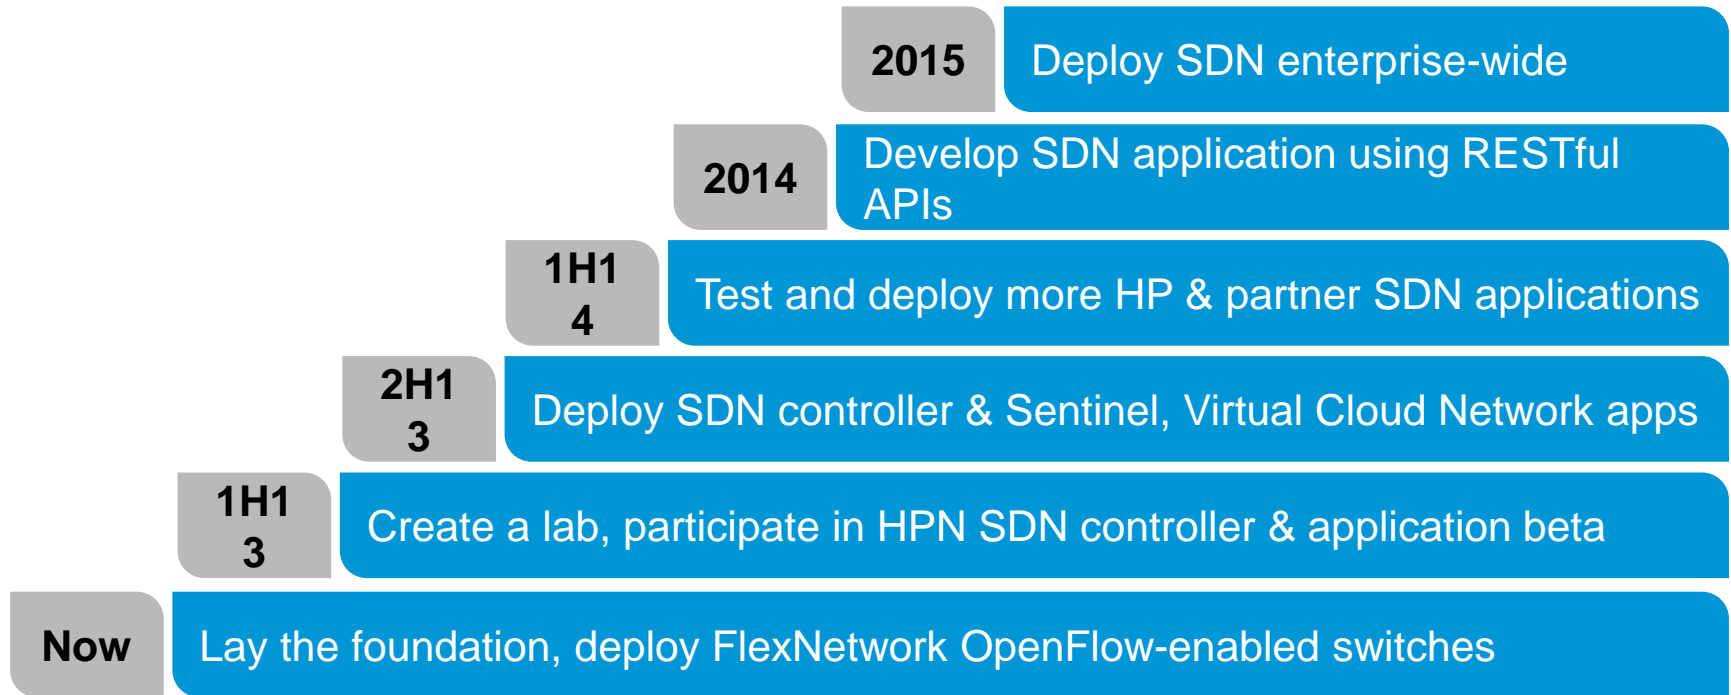 2015
Deploy SDN enterprise-wide
2014
Develop SDN application using RESTful
APIs
1H1
4
Test and deploy more HP & partner SDN applications
2H1
3
Deploy SDN controller & Sentinel, Virtual Cloud Network apps
1H1
3
Create a lab, participate in HPN SDN controller & application beta
Now
Lay the foundation, deploy FlexNetwork OpenFlow-enabled switches